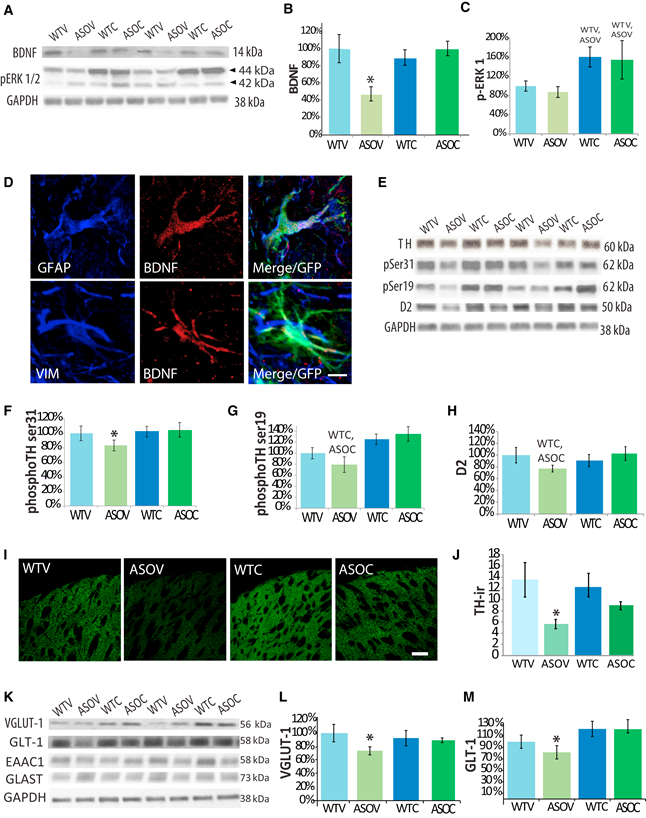 A
WTV ASOV WTC ASOC WTV ASOV WTC ASOC
BDNF 14 kDa
pERK 1/2 44 kDa
42 kDa
GAPDH 38 kDa
B
BDNF
120%
100%
80%
60%
40%
20%
0%
*
WTV ASOV WTC ASOC
C
p-ERK 1
200%
150%
100%
50%
0%
WTV, ASOV
WTV, ASOV
WTV ASOV WTC ASOC
D
GFAP BDNF Merge/GFP
VIM BDNF Merge/GFP
E
WTV ASOV WTC ASOC WTV ASOV WTC ASOC
TH 60 kDa
pSer31 62 kDa
pSer19 62 kDa
D2 50 kDa
GAPDH 38 kDa
F
phosphoTH ser31
120%
100%
80%
60%
40%
20%
0%
*
WTV ASOV WTC ASOC
G
phosphoTH ser19
140%
120%
100%
80%
60%
40%
20%
0%
WTC, ASOC
WTV ASOV WTC ASOC
H
D2
140%
120%
100%
80%
60%
40%
20%
0%
WTC, ASOC
WTV ASOV WTC ASOC
I
WTV ASOV WTC ASOC
J
TH-ir
18
16
14
12
10
8
6
4
2
0
*
WTV ASOV WTC ASOC
K
WTV ASOV WTC ASOC WTV ASOV WTC ASOC
VGLUT-1 56 kDa
GLT-1 58 kDa
EAAC1 58 kDa
GLAST 73 kDa
GAPDH 38 kDa
L
VGLUT-1
120%
100%
80%
60%
40%
20%
0%
*
WTV ASOV WTC ASOC
M
GLT-1
130%
110%
90%
70%
50%
30%
10%
*
WTV ASOV WTC ASOC